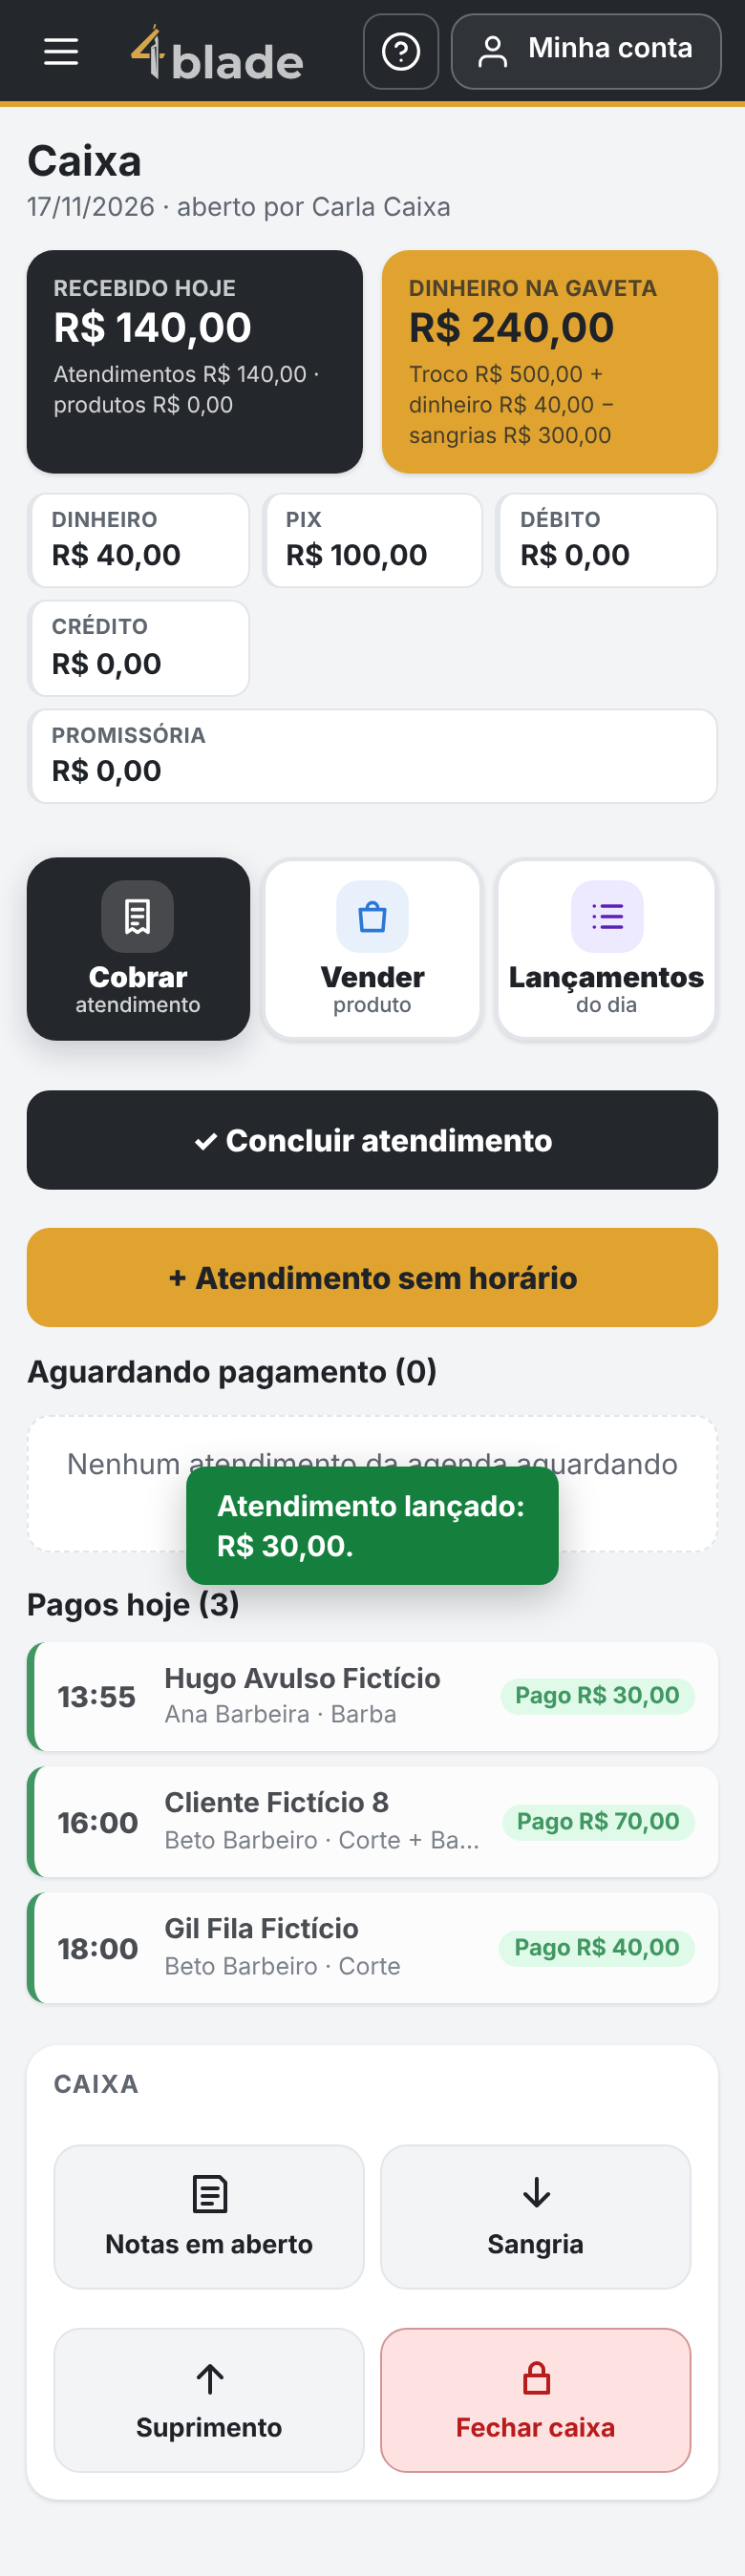 4blade
Minha conta
Caixa
17/11/2026 · aberto por Carla Caixa
RECEBIDO HOJE
R$ 140,00
Atendimentos R$ 140,00 ·
produtos R$ 0,00
DINHEIRO NA GAVETA
R$ 240,00
Troco R$ 500,00 +
dinheiro R$ 40,00 −
sangrias R$ 300,00
DINHEIRO
R$ 40,00
PIX
R$ 100,00
DÉBITO
R$ 0,00
CRÉDITO
R$ 0,00
PROMISSÓRIA
R$ 0,00
Cobrar
atendimento
Vender
produto
Lançamentos
do dia
✓ Concluir atendimento
+ Atendimento sem horário
Aguardando pagamento (0)
Nenhum atendimento da agenda aguardando
Atendimento lançado:
R$ 30,00.
Pagos hoje (3)
13:55
Hugo Avulso Fictício
Ana Barbeira · Barba
Pago R$ 30,00
16:00
Cliente Fictício 8
Beto Barbeiro · Corte + Ba...
Pago R$ 70,00
18:00
Gil Fila Fictício
Beto Barbeiro · Corte
Pago R$ 40,00
CAIXA
Notas em aberto
Sangria
Suprimento
Fechar caixa